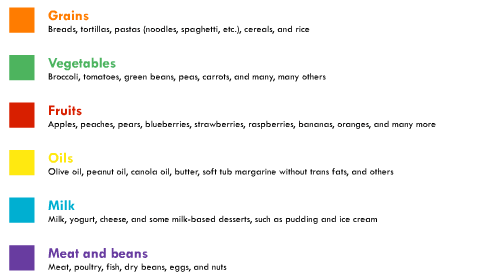 Grains
Breads, tortillas, pastas (noodles, spaghetti, etc.), cereals, and rice
Vegetables
Broccoli, tomatoes, green beans, peas, carrots, and many, many others
Fruits
Apples, peaches, pears, blueberries, strawberries, raspberries, bananas, oranges, and many more
Oils
Olive oil, peanut oil, canola oil, butter, soft tub margarine without trans fats, and others
Milk
Milk, yogurt, cheese, and some milk-based desserts, such as pudding and ice cream
Meat and beans
Meat, poultry, fish, dry beans, eggs, and nuts